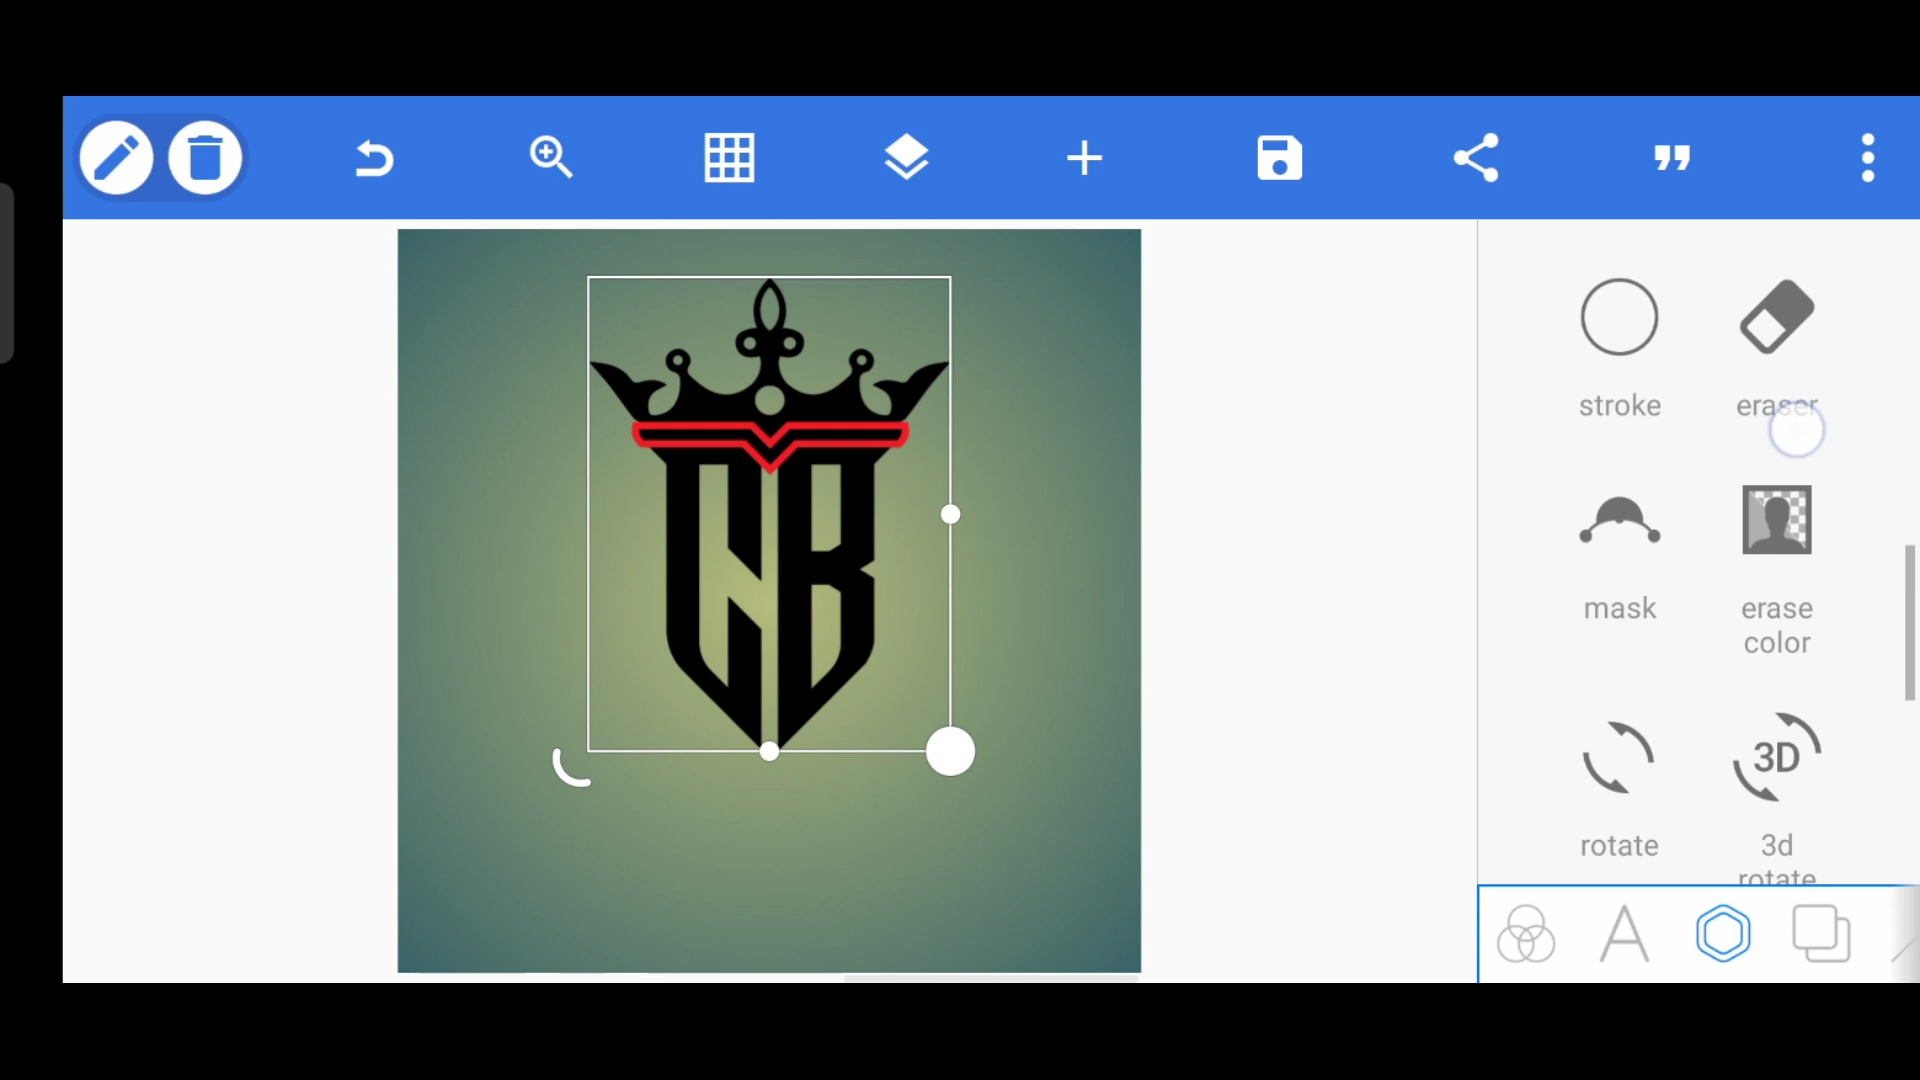 CB
stroke
eraser
mask
erase
color
rotate
3D
3d
rotate
A